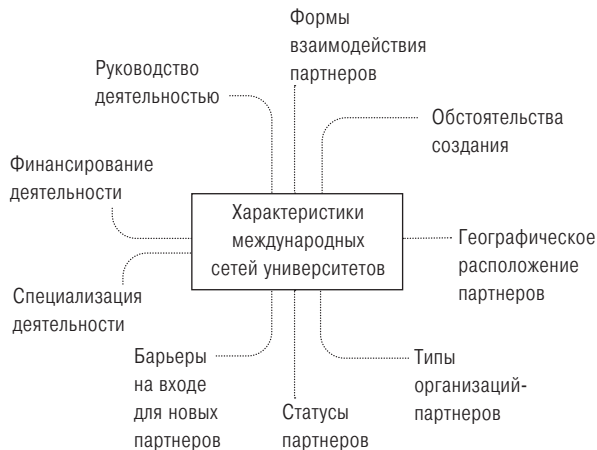 Формы
взаимодействия
партнеров
Руководство
деятельностью
Обстоятельства
создания
Финансирование
деятельности
Характеристики
международных
сетей университетов
Географическое
расположение
партнеров
Специализация
деятельности
Барьеры
на входе
для новых
партнеров
Статусы
партнеров
Типы
организаций-
партнеров